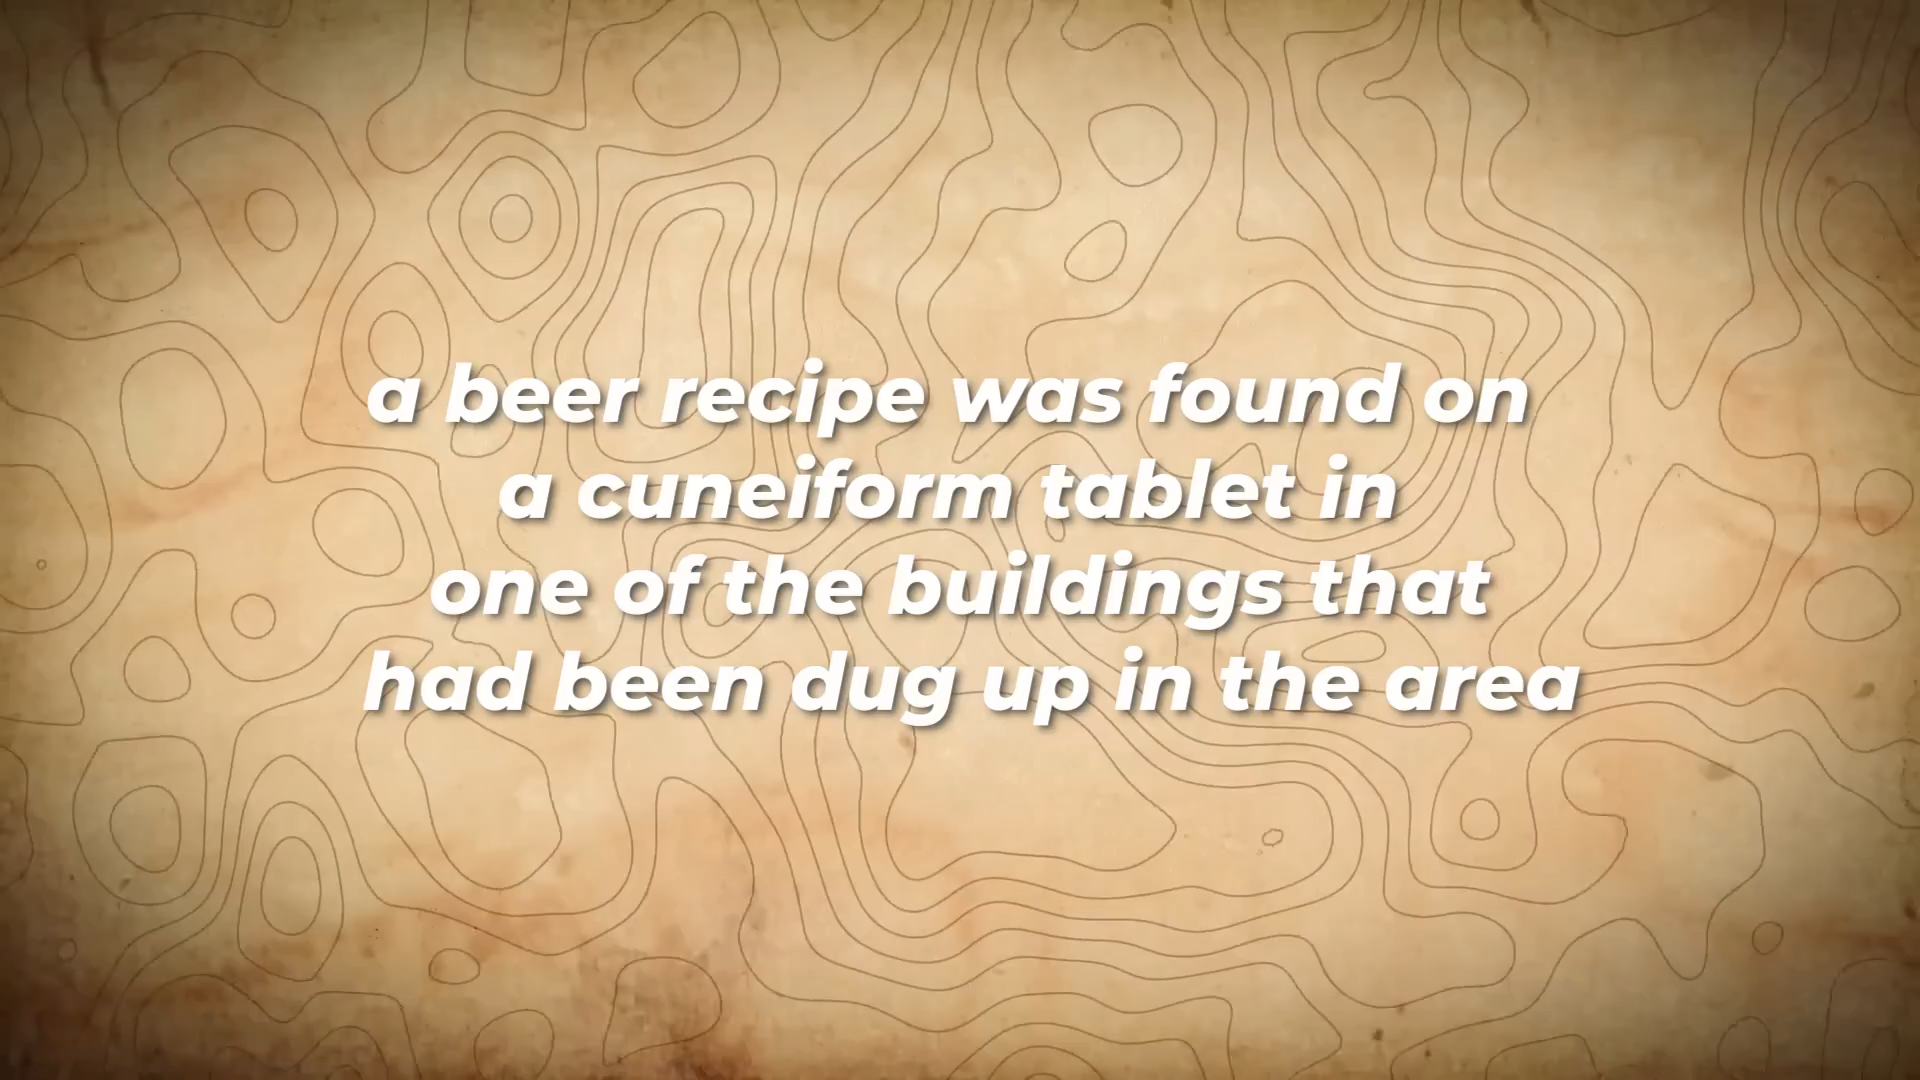 a beer recipe was found on
a cuneiform tablet in
one of the buildings that
had been dug up in the area